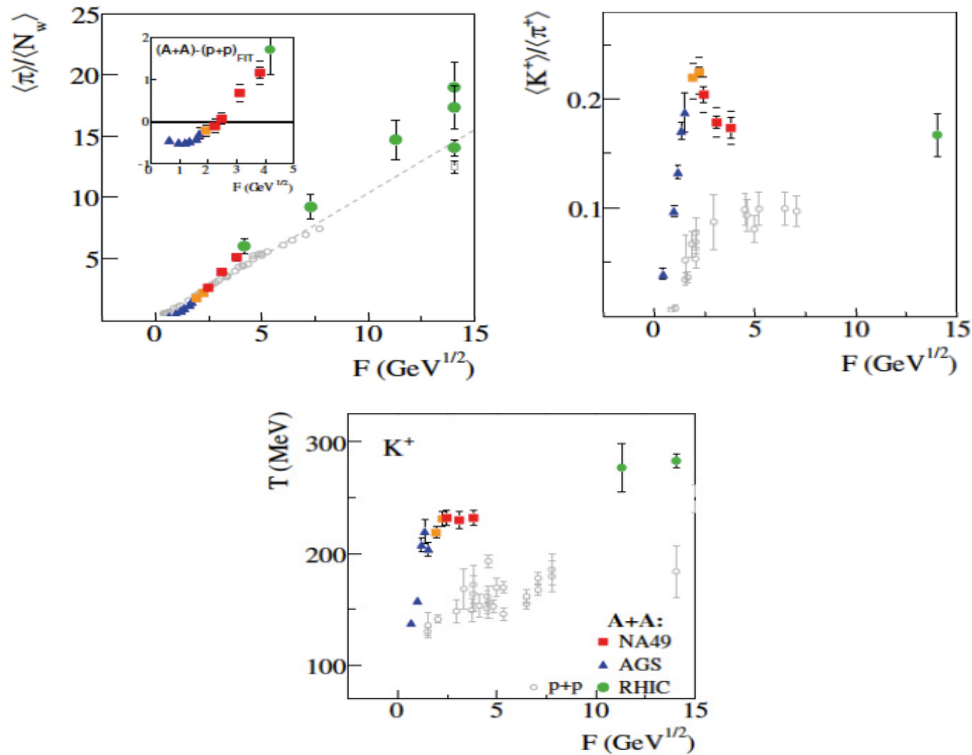 ⟨π⟩/⟨N_w⟩
25
20
15
10
5
(A+A)-(p+p)_FIT
2
1
0
-1
0 1 2 3 4 5
F (GeV^1/2)
0 5 10 15
F (GeV^1/2)
⟨K⁺⟩/⟨π⁺⟩
0.2
0.1
0 5 10 15
F (GeV^1/2)
T (MeV)
300
200
100
K⁺
A+A:
NA49
AGS
p+p RHIC
0 5 10 15
F (GeV^1/2)